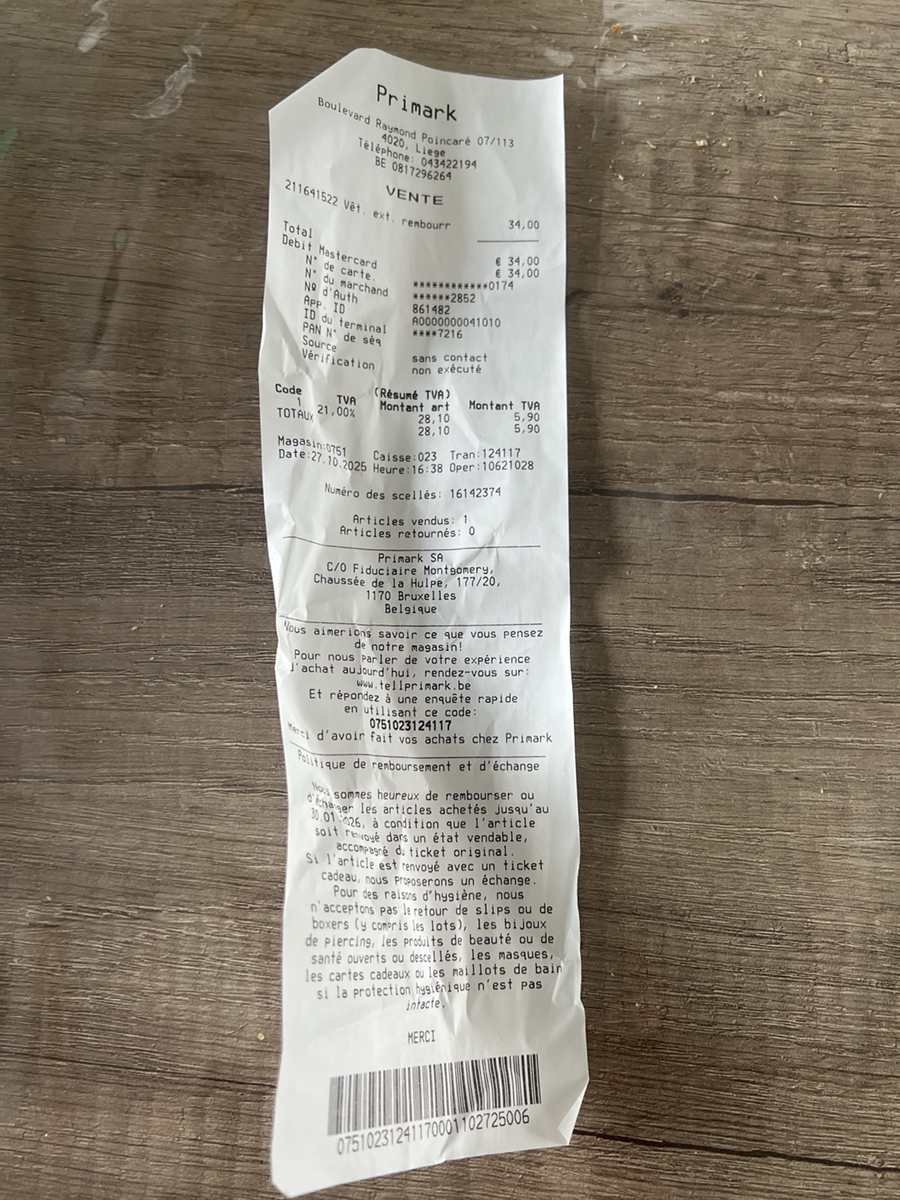 Primark
Boulevard Raymond Poincaré 07/113
4020, Liege
Téléphone: 043422194
BE 0817296264
VENTE
211641522 Vêt. ext. rembourr 34,00
Total € 34,00
Debit Mastercard € 34,00
N° de carte. ************0174
N° du marchand ******2852
Nº d'Auth 861482
App. ID A0000000041010
ID du terminal ****7216
PAN N° de séq
Source sans contact
Vérification non exécuté
(Résumé TVA)
Code TVA Montant art Montant TVA
1 21,00% 28,10 5,90
TOTAUX 28,10 5,90
Magasin:0751 Caisse:023 Tran:124117
Date:27.10.2025 Heure:16:38 Oper:10621028
Numéro des scellés: 16142374
Articles vendus: 1
Articles retournés: 0
Primark SA
C/O Fiduciaire Montgomery,
Chaussée de la Hulpe, 177/20,
1170 Bruxelles
Belgique
Nous aimerions savoir ce que vous pensez
de notre magasin!
Pour nous parler de votre expérience
d'achat aujourd'hui, rendez-vous sur:
www.tellprimark.be
Et répondez à une enquête rapide
en utilisant ce code:
0751023124117
Merci d'avoir fait vos achats chez Primark
Politique de remboursement et d'échange
Nous sommes heureux de rembourser ou
d'échanger les articles achetés jusqu'au
30.01.2026, à condition que l'article
soit renvoyé dans un état vendable,
accompagné du ticket original.
Si l'article est renvoyé avec un ticket
cadeau, nous proposerons un échange.
Pour des raisons d'hygiène, nous
n'acceptons pas le retour de slips ou de
boxers (y compris les lots), les bijoux
de piercing, les produits de beauté ou de
santé ouverts ou descellés, les masques,
les cartes cadeaux ou les maillots de bain
si la protection hygiénique n'est pas
intacte.
MERCI
07510231241170001102725006